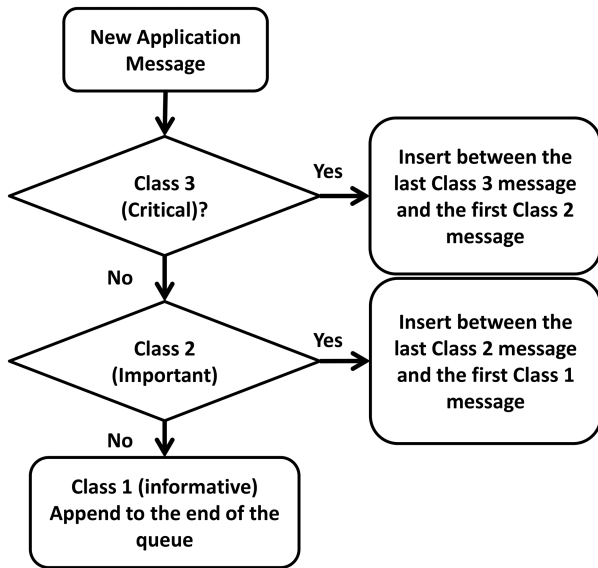 New Application
Message
Class 3
(Critical)?
Yes
Insert between the
last Class 3 message
and the first Class 2
message
No
Class 2
(Important)
Yes
Insert between the
last Class 2 message
and the first Class 1
message
No
Class 1 (informative)
Append to the end of the
queue